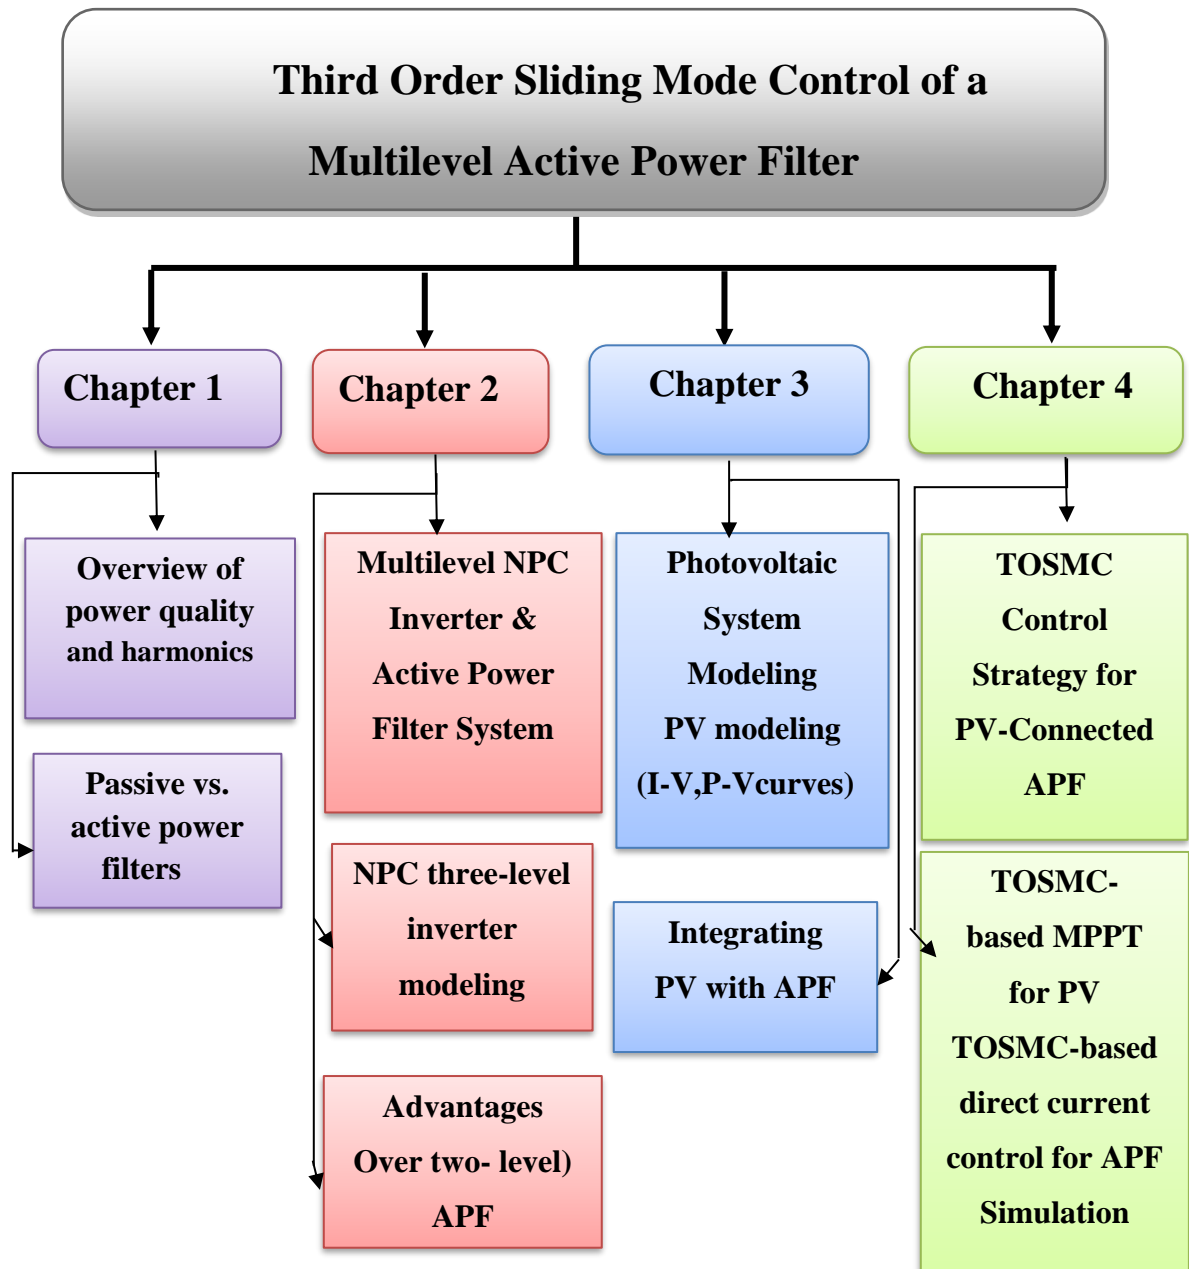 Third Order Sliding Mode Control of a
Multilevel Active Power Filter
Chapter 1
Chapter 2
Chapter 3
Chapter 4
Overview of
power quality
and harmonics
Passive vs.
active power
filters
Multilevel NPC
Inverter &
Active Power
Filter System
NPC three-level
inverter
modeling
Advantages
Over two- level)
APF
Photovoltaic
System
Modeling
PV modeling
(I-V,P-Vcurves)
Integrating
PV with APF
TOSMC
Control
Strategy for
PV-Connected
APF
TOSMC-
based MPPT
for PV
TOSMC-based
direct current
control for APF
Simulation